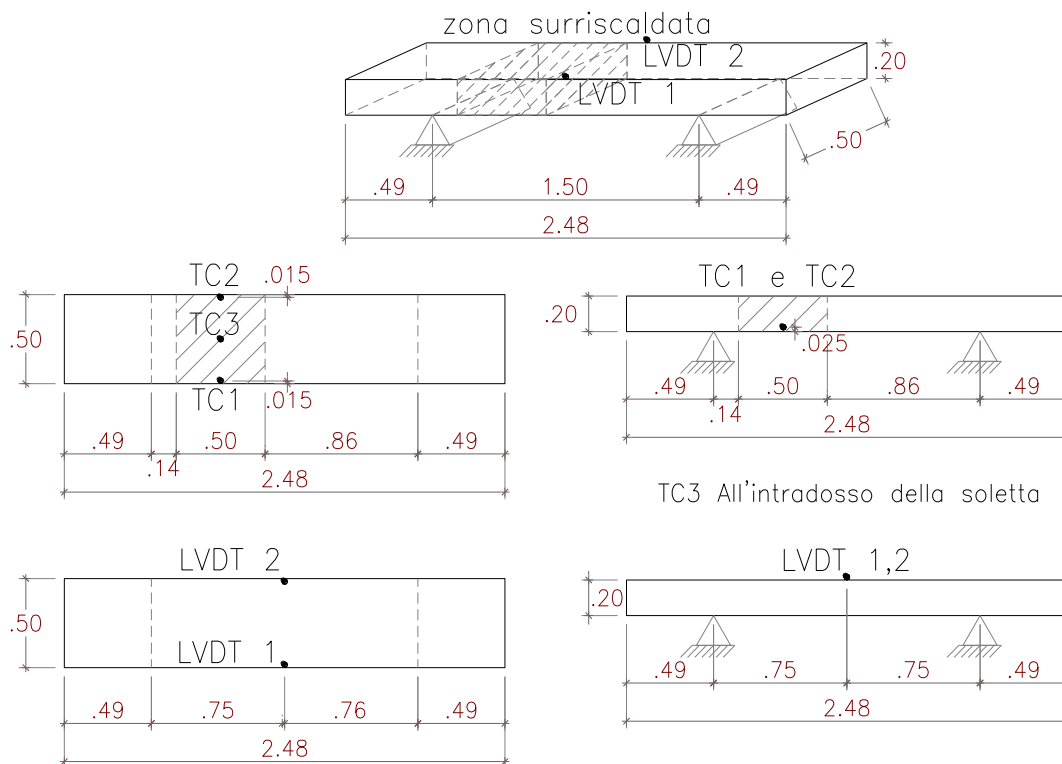 zona surriscaldata
LVDT 2
LVDT 1
.20
.50
.49 1.50 .49
2.48
TC2 .015
TC3
.50
TC1 .015
.49 .50 .86 .49
.14
2.48
TC1 e TC2
.20
.025
.49 .50 .86 .49
.14
2.48
TC3 All'intradosso della soletta
LVDT 2
.50
LVDT 1
.49 .75 .76 .49
2.48
LVDT 1,2
.20
.49 .75 .75 .49
2.48